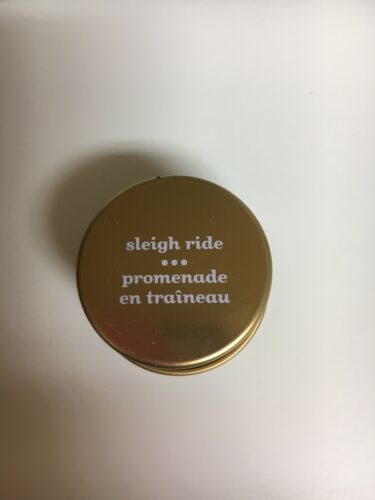 sleigh ride
•••
promenade
en traîneau